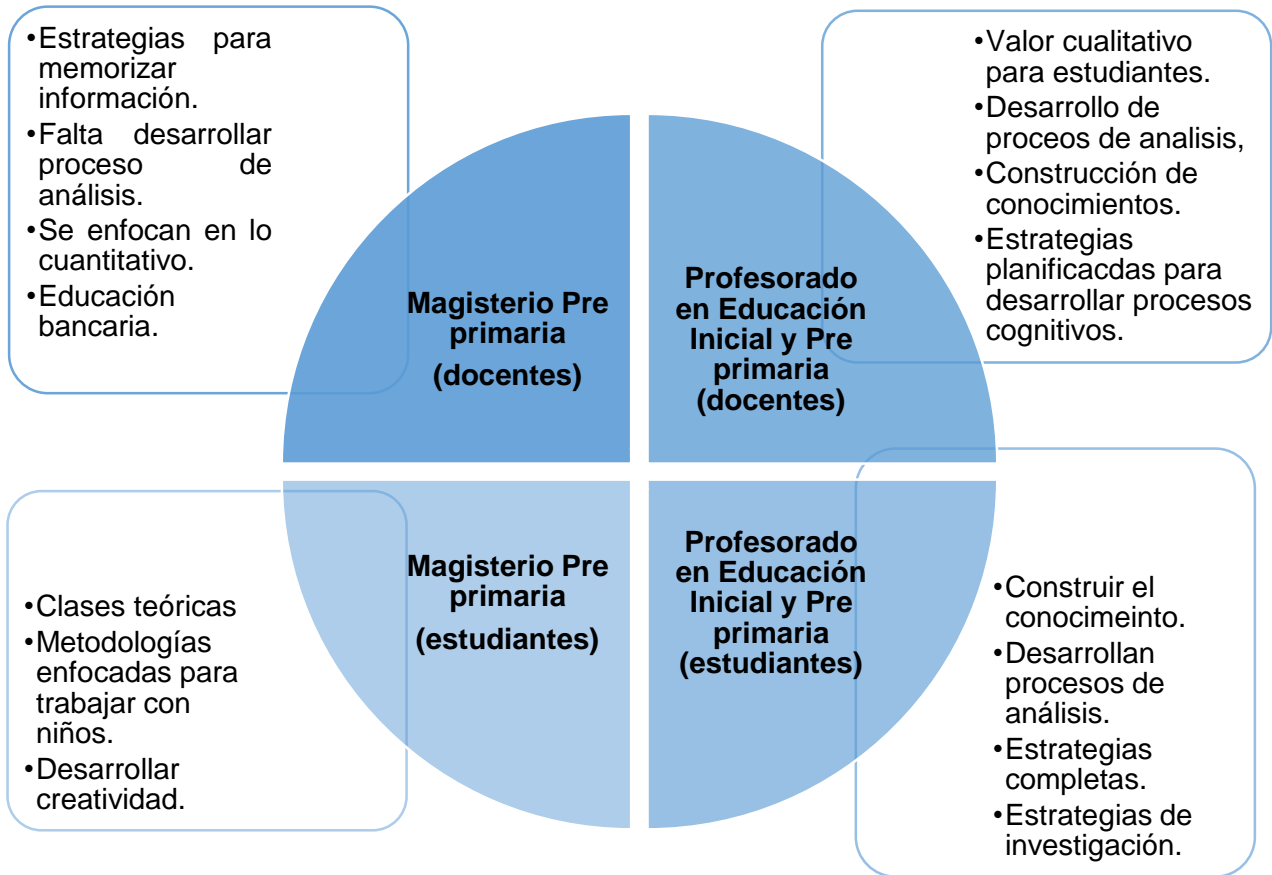 •Estrategias para
memorizar
información.
•Falta desarrollar
proceso de
análisis.
•Se enfocan en lo
cuantitativo.
•Educación
bancaria.
•Valor cualitativo
para estudiantes.
•Desarrollo de
proceos de analisis,
•Construcción de
conocimientos.
•Estrategias
planificacdas para
desarrollar procesos
cognitivos.
Magisterio Pre
primaria
(docentes)
Profesorado
en Educación
Inicial y Pre
primaria
(docentes)
Magisterio Pre
primaria
(estudiantes)
Profesorado
en Educación
Inicial y Pre
primaria
(estudiantes)
•Clases teóricas
•Metodologías
enfocadas para
trabajar con
niños.
•Desarrollar
creatividad.
•Construir el
conocimeinto.
•Desarrollan
procesos de
análisis.
•Estrategias
completas.
•Estrategias de
investigación.